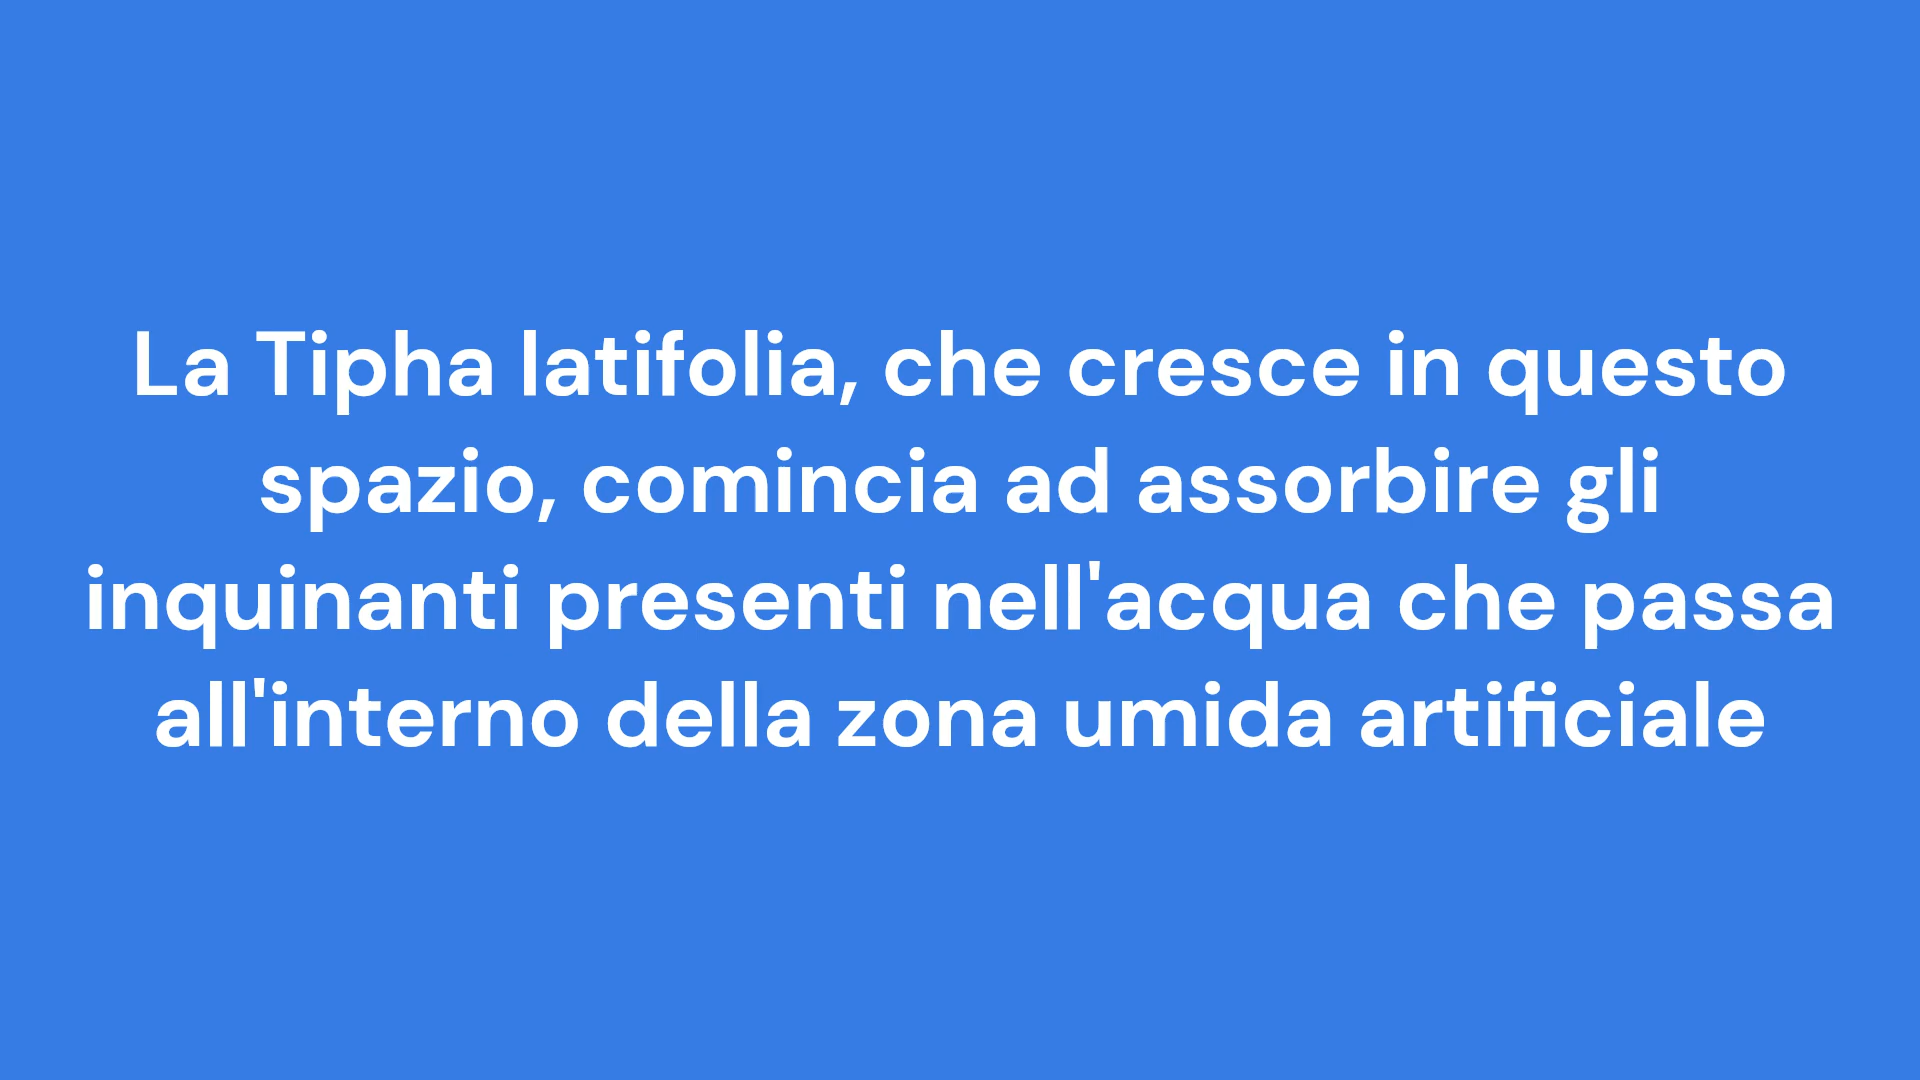 La Tipha latifolia, che cresce in questo
spazio, comincia ad assorbire gli
inquinanti presenti nell'acqua che passa
all'interno della zona umida artificiale